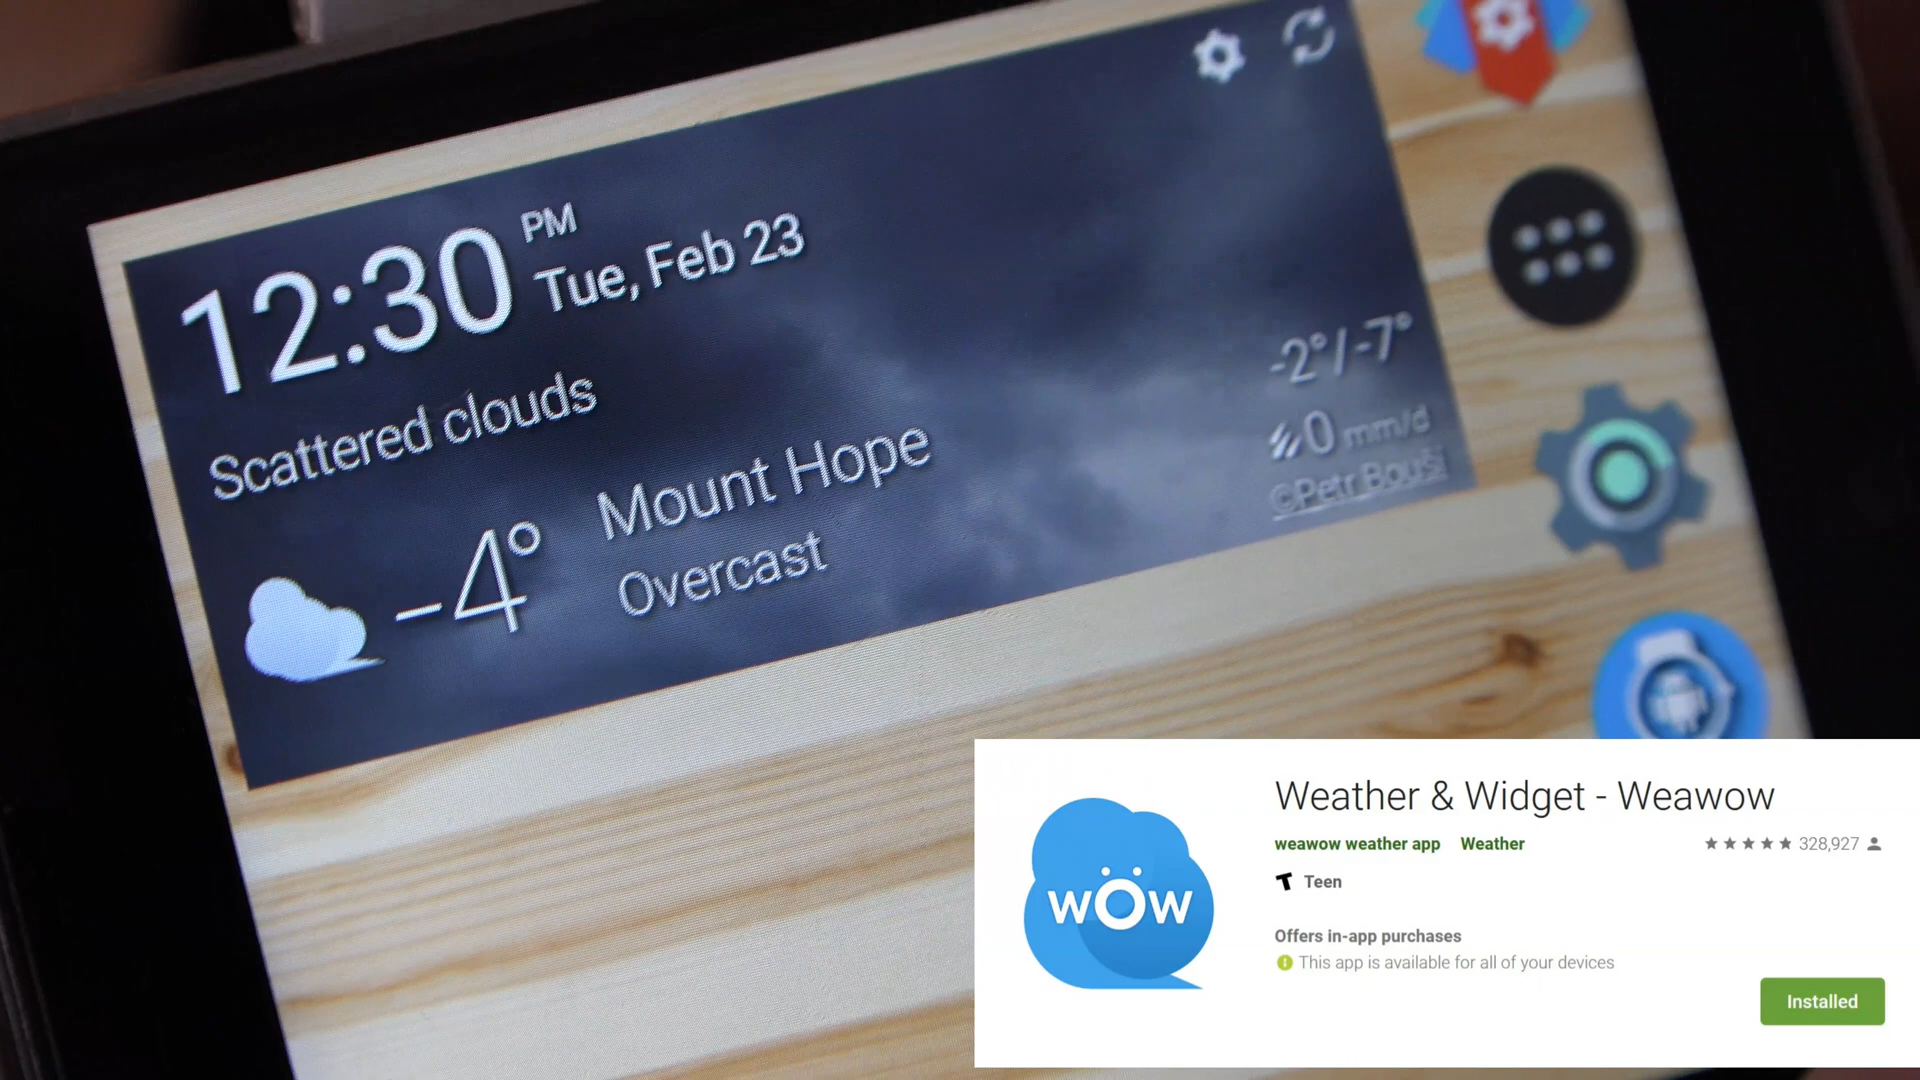 12:30 PM
Tue, Feb 23
Scattered clouds
-4°
Mount Hope
Overcast
-2°/-7°
0 mm/d
©Petr
Weather & Widget - Weawow
weawow weather app Weather
328,927
T Teen
wöw
Offers in-app purchases
This app is available for all of your devices
Installed